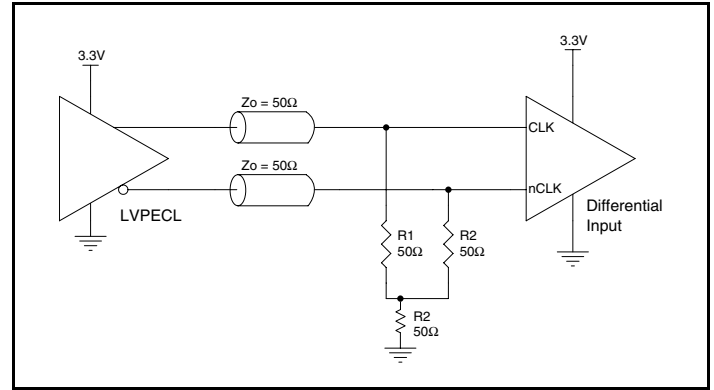 3.3V
3.3V
Zo = 50Ω
CLK
Zo = 50Ω
nCLK
LVPECL
Differential
Input
R1
50Ω
R2
50Ω
R2
50Ω